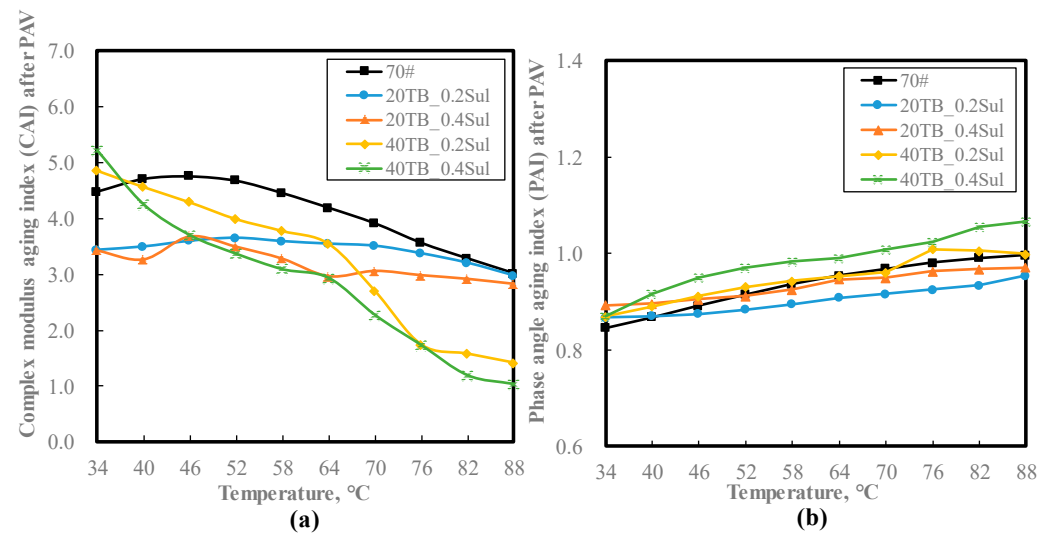 Complex modulus aging index (CAI) after PAV
7.0
6.0
5.0
4.0
3.0
2.0
1.0
0.0
70#
20TB_0.2Sul
20TB_0.4Sul
40TB_0.2Sul
40TB_0.4Sul
34 40 46 52 58 64 70 76 82 88
Temperature, °C
(a)
Phase angle aging index (PAI) after PAV
1.4
1.2
1.0
0.8
0.6
70#
20TB_0.2Sul
20TB_0.4Sul
40TB_0.2Sul
40TB_0.4Sul
34 40 46 52 58 64 70 76 82 88
Temperature, °C
(b)